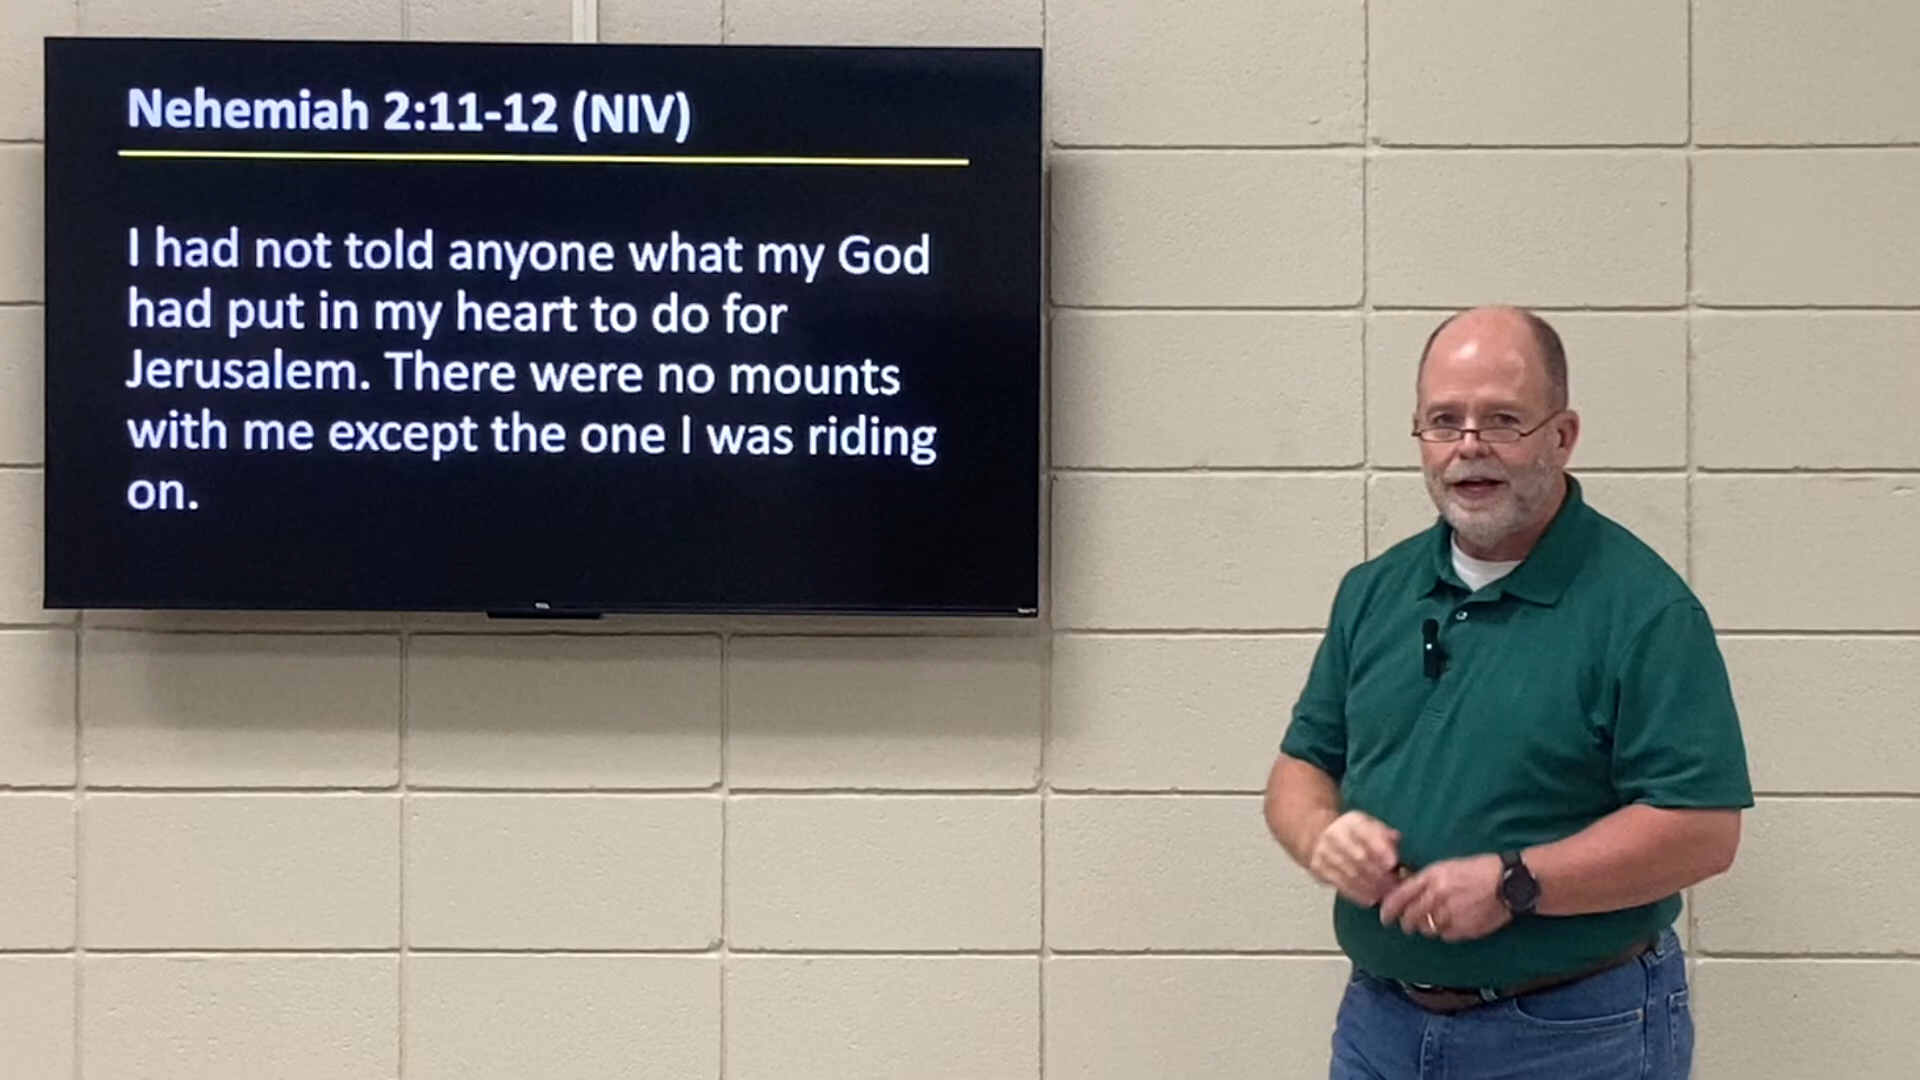 Nehemiah 2:11-12 (NIV)
I had not told anyone what my God
had put in my heart to do for
Jerusalem. There were no mounts
with me except the one I was riding
on.